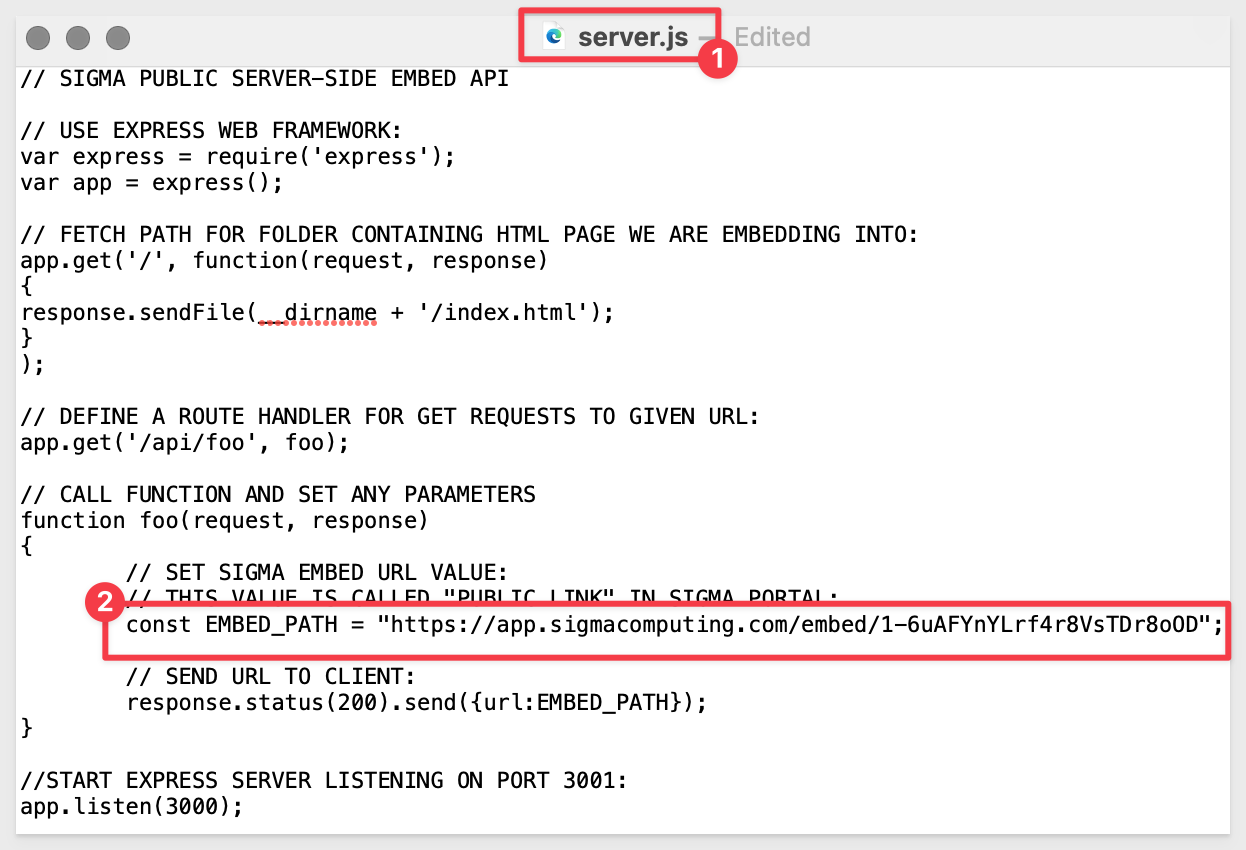 server.js — Edited
1
// SIGMA PUBLIC SERVER-SIDE EMBED API
// USE EXPRESS WEB FRAMEWORK:
var express = require('express');
var app = express();
// FETCH PATH FOR FOLDER CONTAINING HTML PAGE WE ARE EMBEDDING INTO:
app.get('/', function(request, response)
{
response.sendFile(__dirname + '/index.html');
}
);
// DEFINE A ROUTE HANDLER FOR GET REQUESTS TO GIVEN URL:
app.get('/api/foo', foo);
// CALL FUNCTION AND SET ANY PARAMETERS
function foo(request, response)
{
// SET SIGMA EMBED URL VALUE:
2
// THIS VALUE IS CALLED "PUBLIC LINK" IN SIGMA PORTAL:
const EMBED_PATH = "https://app.sigmacomputing.com/embed/1-6uAFYnYLrf4r8VsTDr8oOD";
// SEND URL TO CLIENT:
response.status(200).send({url:EMBED_PATH});
}
//START EXPRESS SERVER LISTENING ON PORT 3001:
app.listen(3000);